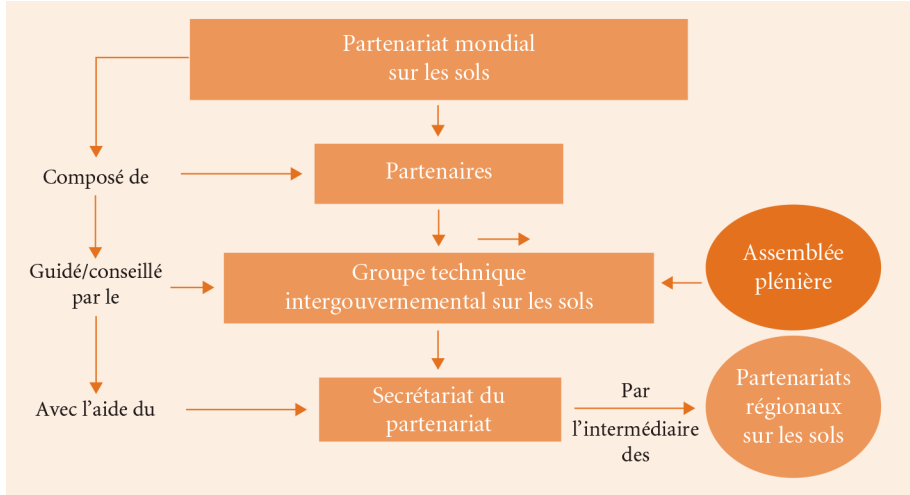 Partenariat mondial
sur les sols
Composé de
Partenaires
Guidé/conseillé
par le
Groupe technique
intergouvernemental sur les sols
Assemblée
plénière
Avec l’aide du
Secrétariat du
partenariat
Par
l’intermédiaire
des
Partenariats
régionaux
sur les sols